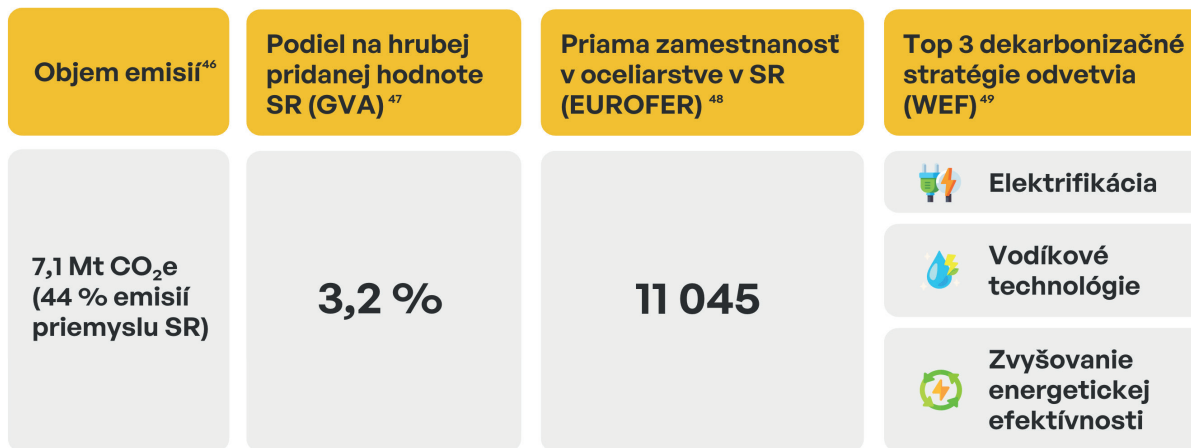 Objem emisií⁴⁶
Podiel na hrubej
pridanej hodnote
SR (GVA) ⁴⁷
Priama zamestnanosť
v oceliarstve v SR
(EUROFER) ⁴⁸
Top 3 dekarbonizačné
stratégie odvetvia
(WEF) ⁴⁹
7,1 Mt CO₂e
(44 % emisií
priemyslu SR)
3,2 %
11 045
Elektrifikácia
Vodíkové
technológie
Zvyšovanie
energetickej
efektívnosti